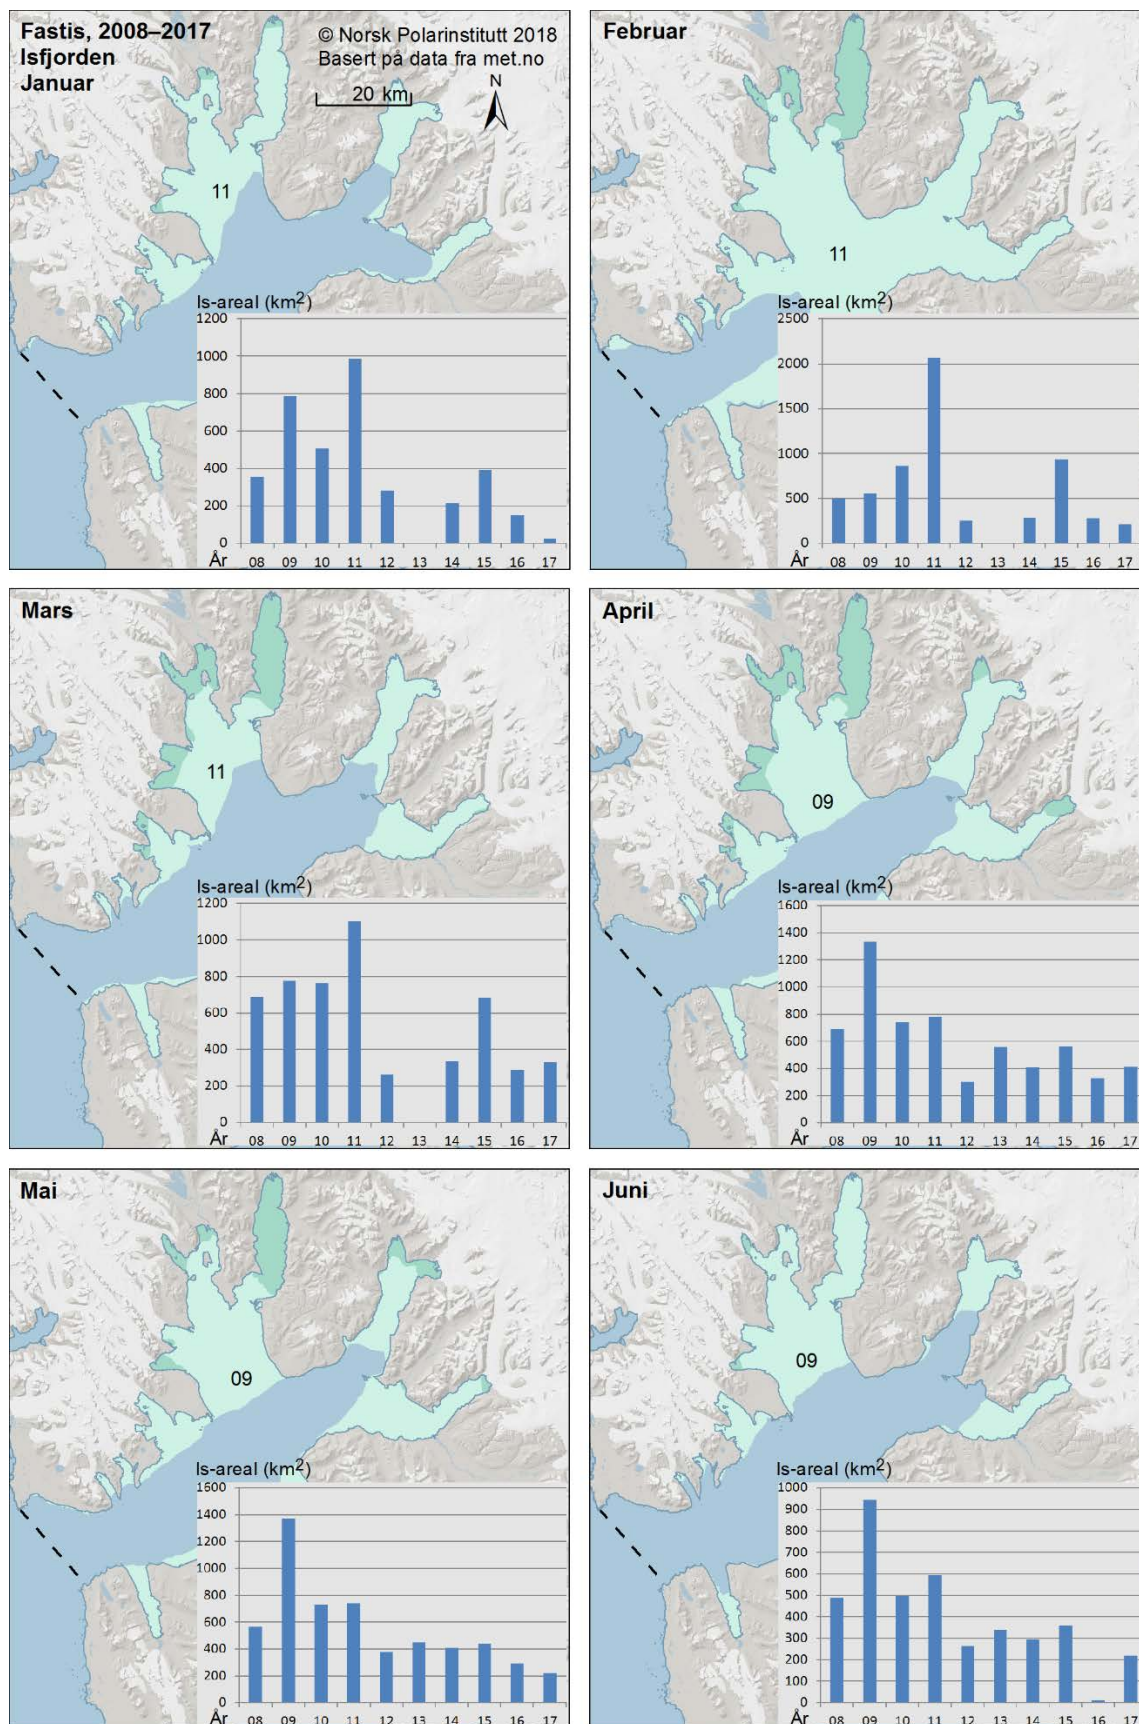 Fastis, 2008–2017
Isfjorden
Januar
© Norsk Polarinstitutt 2018
Basert på data fra met.no
20 km
N
11
Is-areal (km²)
1200
1000
800
600
400
200
0
År 08 09 10 11 12 13 14 15 16 17
Februar
11
Is-areal (km²)
2500
2000
1500
1000
500
0
År 08 09 10 11 12 13 14 15 16 17
Mars
11
Is-areal (km²)
1200
1000
800
600
400
200
0
År 08 09 10 11 12 13 14 15 16 17
April
09
Is-areal (km²)
1600
1400
1200
1000
800
600
400
200
0
År 08 09 10 11 12 13 14 15 16 17
Mai
09
Is-areal (km²)
1600
1400
1200
1000
800
600
400
200
0
År 08 09 10 11 12 13 14 15 16 17
Juni
09
Is-areal (km²)
1000
900
800
700
600
500
400
300
200
100
0
År 08 09 10 11 12 13 14 15 16 17